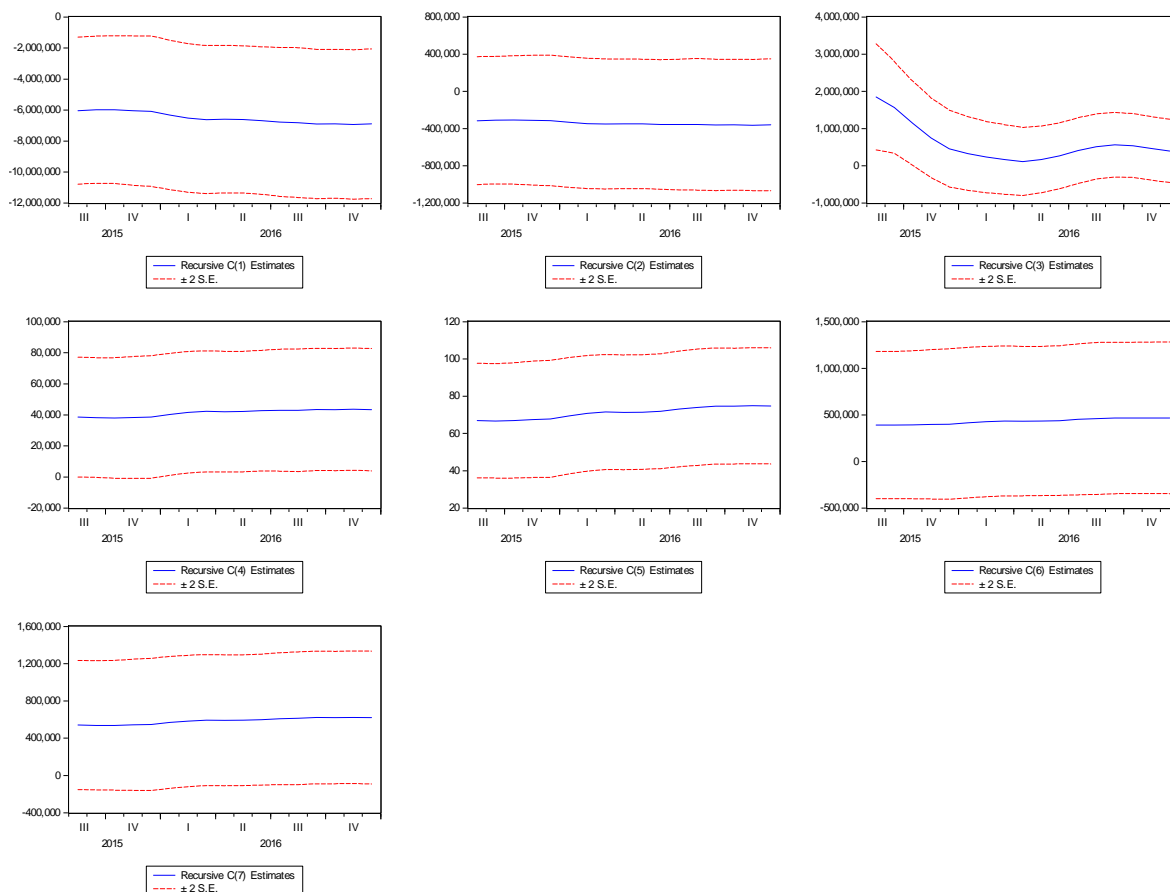 0
-2,000,000
-4,000,000
-6,000,000
-8,000,000
-10,000,000
-12,000,000
III IV I II III IV
2015 2016
Recursive C(1) Estimates
± 2 S.E.
800,000
400,000
0
-400,000
-800,000
-1,200,000
III IV I II III IV
2015 2016
Recursive C(2) Estimates
± 2 S.E.
4,000,000
3,000,000
2,000,000
1,000,000
0
-1,000,000
III IV I II III IV
2015 2016
Recursive C(3) Estimates
± 2 S.E.
100,000
80,000
60,000
40,000
20,000
0
-20,000
III IV I II III IV
2015 2016
Recursive C(4) Estimates
± 2 S.E.
120
100
80
60
40
20
III IV I II III IV
2015 2016
Recursive C(5) Estimates
± 2 S.E.
1,500,000
1,000,000
500,000
0
-500,000
III IV I II III IV
2015 2016
Recursive C(6) Estimates
± 2 S.E.
1,600,000
1,200,000
800,000
400,000
0
-400,000
III IV I II III IV
2015 2016
Recursive C(7) Estimates
± 2 S.E.